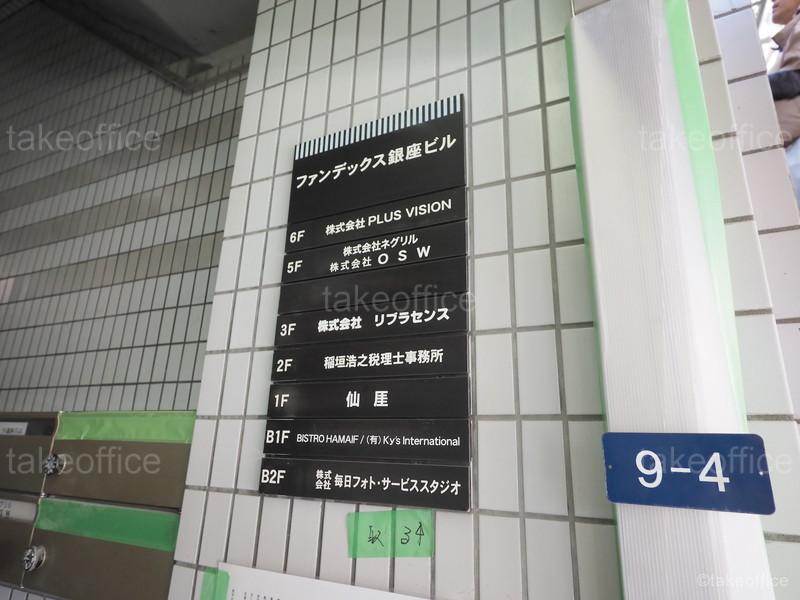 ファンデックス銀座ビル
6F 株式会社 PLUS VISION
株式会社ネグリル
5F 株式会社 O S W
3F 株式会社 リブラセンス
2F 稲垣浩之税理士事務所
1F 仙厓
B1F BISTRO HAMAIF / (有) Ky's International
B2F 株式会社 毎日フォト・サービススタジオ
9-4
takeoffice
takeoffice
takeoffice
takeoffice
takeoffice
©takeoffice